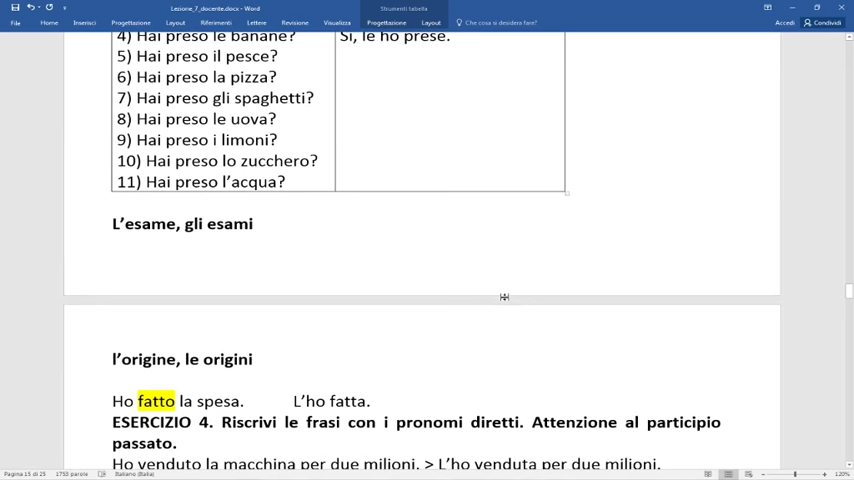 Lezione_7_docente.docx - Word
Strumenti tabella
File Home Inserisci Progettazione Layout Riferimenti Lettere Revisione Visualizza Progettazione Layout Che cosa si desidera fare? Accedi Condividi
4) Hai preso le banane? Sì, le ho prese.
5) Hai preso il pesce?
6) Hai preso la pizza?
7) Hai preso gli spaghetti?
8) Hai preso le uova?
9) Hai preso i limoni?
10) Hai preso lo zucchero?
11) Hai preso l’acqua?
L’esame, gli esami
l’origine, le origini
Ho fatto la spesa. L’ho fatta.
ESERCIZIO 4. Riscrivi le frasi con i pronomi diretti. Attenzione al participio
passato.
Ho venduto la macchina per due milioni. > L’ho venduta per due milioni.
Pagina 15 di 25 1753 parole Italiano (Italia) 120%